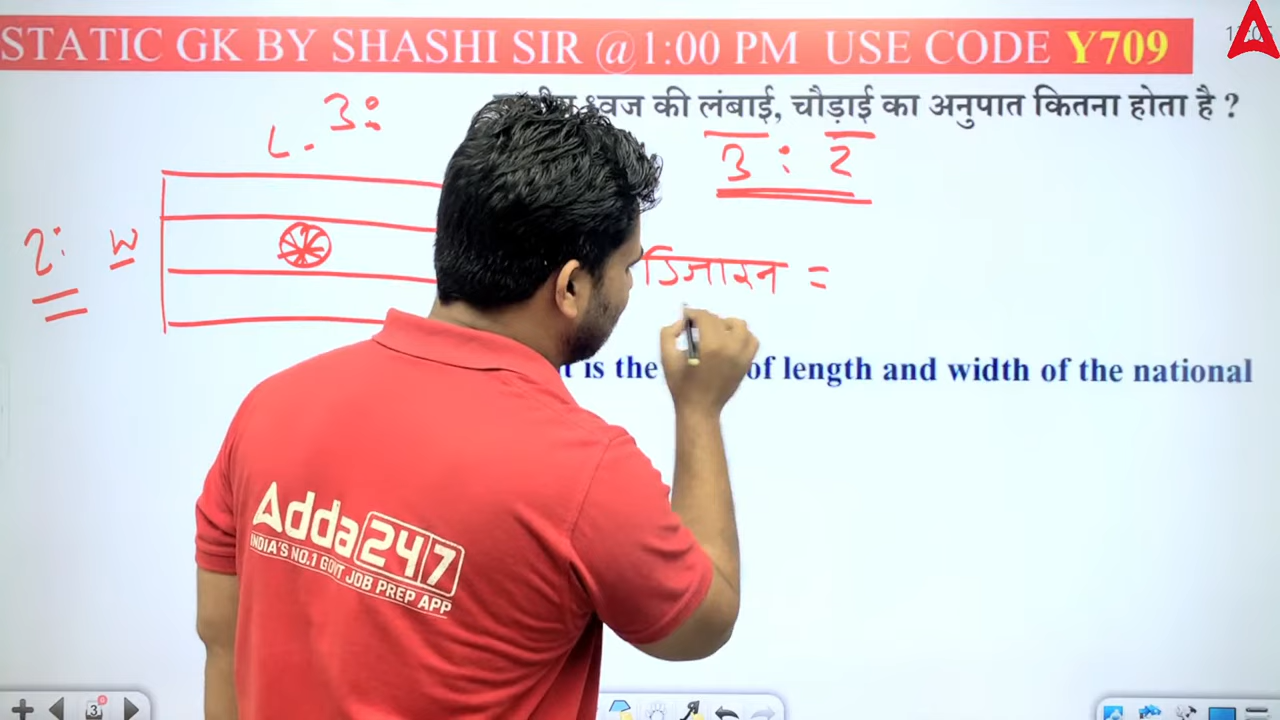 STATIC GK BY SHASHI SIR @1:00 PM USE CODE Y709
ध्वज की लंबाई, चौड़ाई का अनुपात कितना होता है ?
3:
L.
3 : 2
2: W
डिजाइन =
is the of length and width of the national
Adda247
INDIA'S NO.1 GOVT JOB PREP APP
3